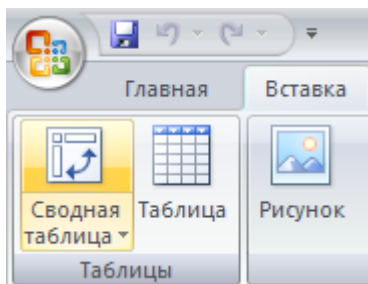 Главная Вставка
Сводная таблица
Таблица
Рисунок
Таблицы